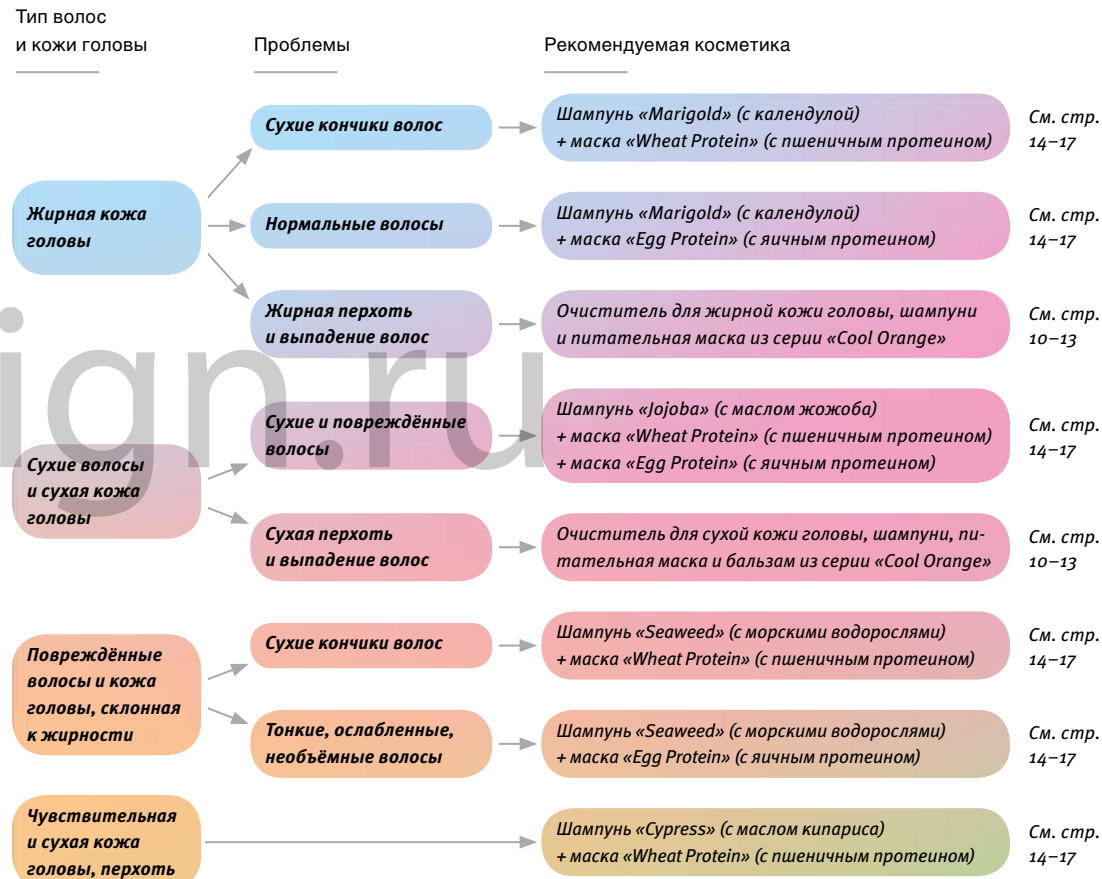 Тип волос
и кожи головы
Проблемы
Рекомендуемая косметика
Жирная кожа
головы
Сухие кончики волос
Шампунь «Marigold» (с календулой)
+ маска «Wheat Protein» (с пшеничным протеином)
См. стр.
14–17
Нормальные волосы
Шампунь «Marigold» (с календулой)
+ маска «Egg Protein» (с яичным протеином)
См. стр.
14–17
Жирная перхоть
и выпадение волос
Очиститель для жирной кожи головы, шампуни
и питательная маска из серии «Cool Orange»
См. стр.
10–13
ign.ru
Сухие волосы
и сухая кожа
головы
Сухие и повреждённые
волосы
Шампунь «Jojoba» (с маслом жожоба)
+ маска «Wheat Protein» (с пшеничным протеином)
+ маска «Egg Protein» (с яичным протеином)
См. стр.
14–17
Сухая перхоть
и выпадение волос
Очиститель для сухой кожи головы, шампуни, пи-
тательная маска и бальзам из серии «Cool Orange»
См. стр.
10–13
Повреждённые
волосы и кожа
головы, склонная
к жирности
Сухие кончики волос
Шампунь «Seaweed» (с морскими водорослями)
+ маска «Wheat Protein» (с пшеничным протеином)
См. стр.
14–17
Тонкие, ослабленные,
необъёмные волосы
Шампунь «Seaweed» (с морскими водорослями)
+ маска «Egg Protein» (с яичным протеином)
См. стр.
14–17
Чувствительная
и сухая кожа
головы, перхоть
Шампунь «Cypress» (с маслом кипариса)
+ маска «Wheat Protein» (с пшеничным протеином)
См. стр.
14–17